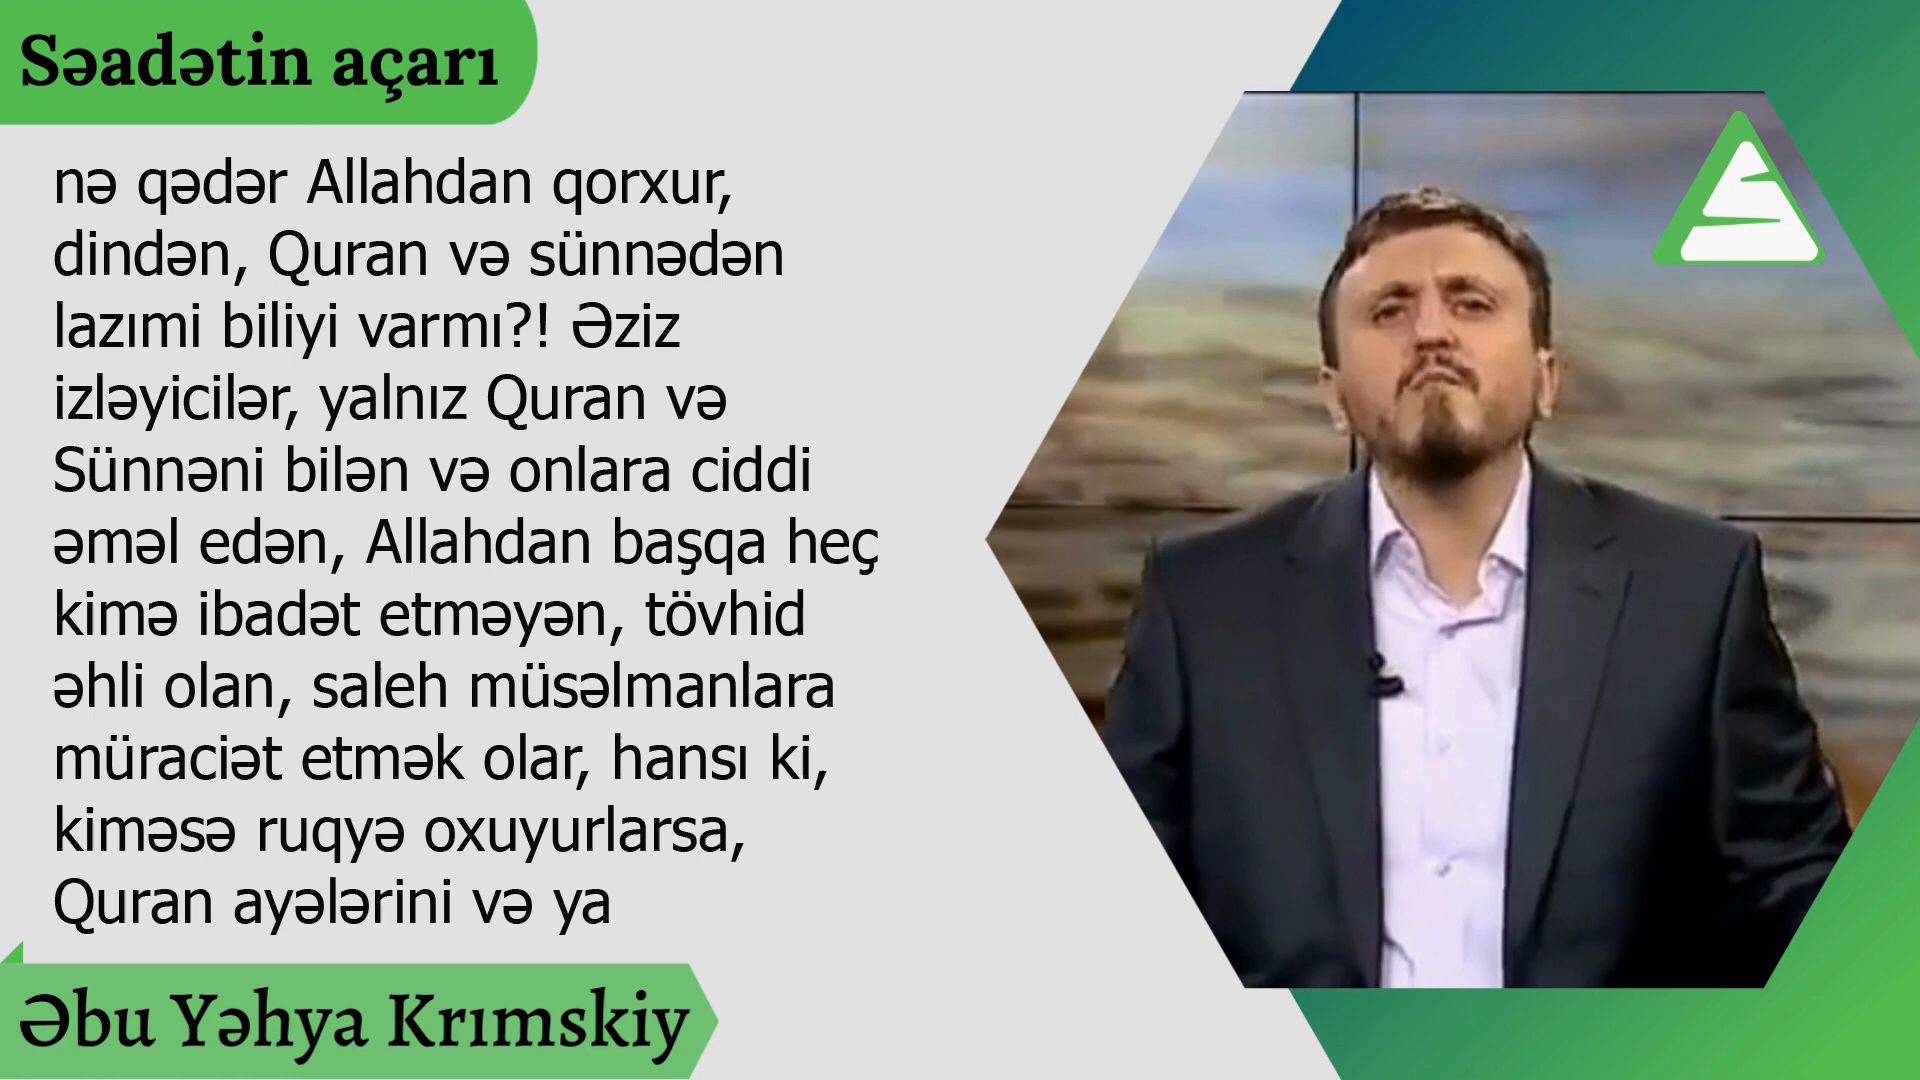 Səadətin açarı
nə qədər Allahdan qorxur,
dindən, Quran və sünnədən
lazımi biliyi varmı?! Əziz
izləyicilər, yalnız Quran və
Sünnəni bilən və onlara ciddi
əməl edən, Allahdan başqa heç
kimə ibadət etməyən, tövhid
əhli olan, saleh müsəlmanlara
müraciət etmək olar, hansı ki,
kiməsə ruqyə oxuyurlarsa,
Quran ayələrini və ya
Əbu Yəhya Krımskiy